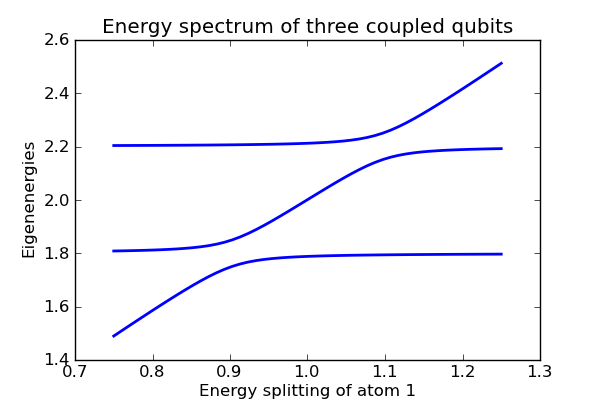 Energy spectrum of three coupled qubits
2.6
2.4
2.2
2.0
1.8
1.6
1.4
Eigenenergies
0.7 0.8 0.9 1.0 1.1 1.2 1.3
Energy splitting of atom 1